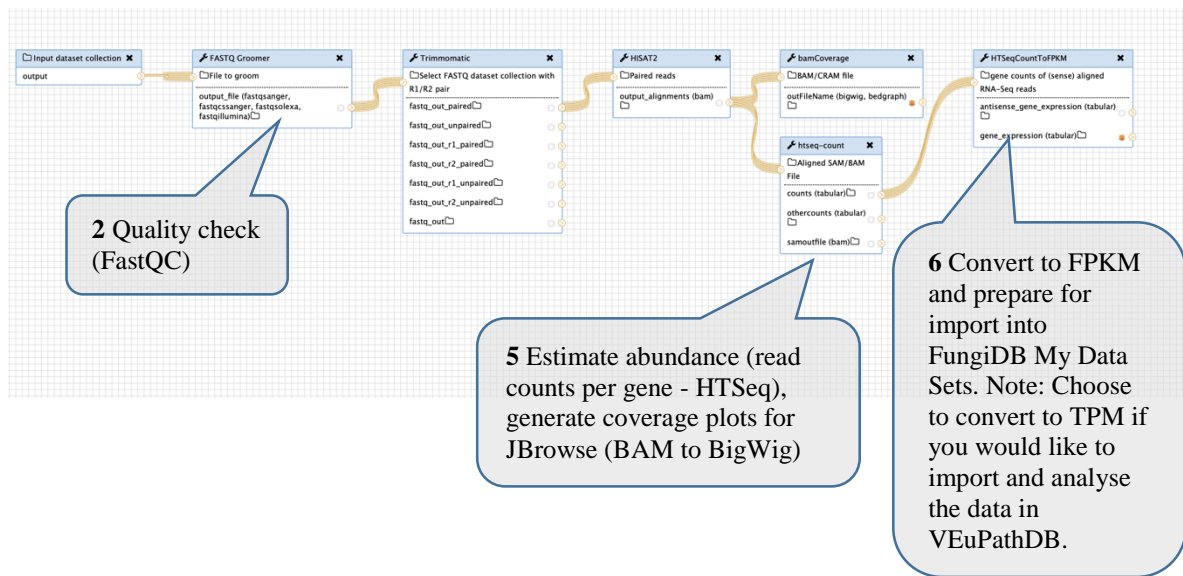 Input dataset collection
output
FASTQ Groomer
File to groom
output_file (fastqsanger,
fastqcssanger, fastqsolexa,
fastqillumina)
Trimmomatic
Select FASTQ dataset collection with
R1/R2 pair
fastq_out_paired
fastq_out_unpaired
fastq_out_r1_paired
fastq_out_r2_paired
fastq_out_r1_unpaired
fastq_out_r2_unpaired
fastq_out
HISAT2
Paired reads
output_alignments (bam)
bamCoverage
BAM/CRAM file
outFileName (bigwig, bedgraph)
htseq-count
Aligned SAM/BAM
File
counts (tabular)
othercounts (tabular)
samoutfile (bam)
HTSeqCountToFPKM
gene counts of (sense) aligned
RNA-Seq reads
antisense_gene_expression (tabular)
gene_expression (tabular)
2 Quality check
(FastQC)
5 Estimate abundance (read
counts per gene - HTSeq),
generate coverage plots for
JBrowse (BAM to BigWig)
6 Convert to FPKM
and prepare for
import into
FungiDB My Data
Sets. Note: Choose
to convert to TPM if
you would like to
import and analyse
the data in
VEuPathDB.